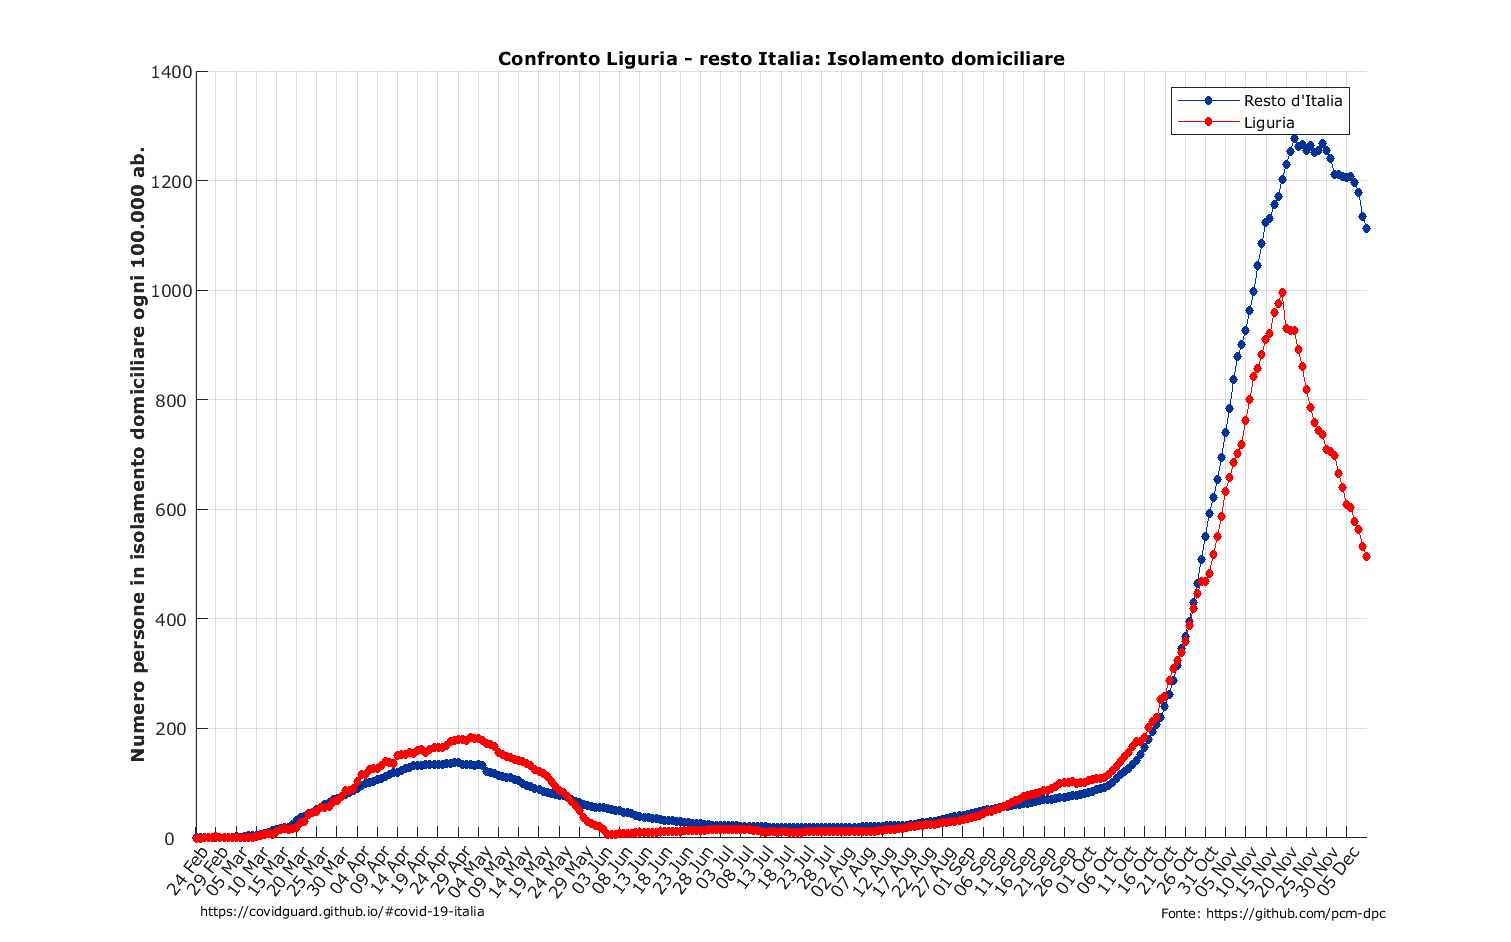 Confronto Liguria - resto Italia: Isolamento domiciliare
Numero persone in isolamento domiciliare ogni 100.000 ab.
1400
1200
1000
800
600
400
200
0
Resto d'Italia
Liguria
24 Feb
29 Feb
05 Mar
10 Mar
15 Mar
20 Mar
25 Mar
30 Mar
04 Apr
09 Apr
14 Apr
19 Apr
24 Apr
29 Apr
04 May
09 May
14 May
19 May
24 May
29 May
03 Jun
08 Jun
13 Jun
18 Jun
23 Jun
28 Jun
03 Jul
08 Jul
13 Jul
18 Jul
23 Jul
28 Jul
02 Aug
07 Aug
12 Aug
17 Aug
22 Aug
27 Aug
01 Sep
06 Sep
11 Sep
16 Sep
21 Sep
26 Sep
01 Oct
06 Oct
11 Oct
16 Oct
21 Oct
26 Oct
31 Oct
05 Nov
10 Nov
15 Nov
20 Nov
25 Nov
30 Nov
05 Dec
https://covidguard.github.io/#covid-19-italia
Fonte: https://github.com/pcm-dpc